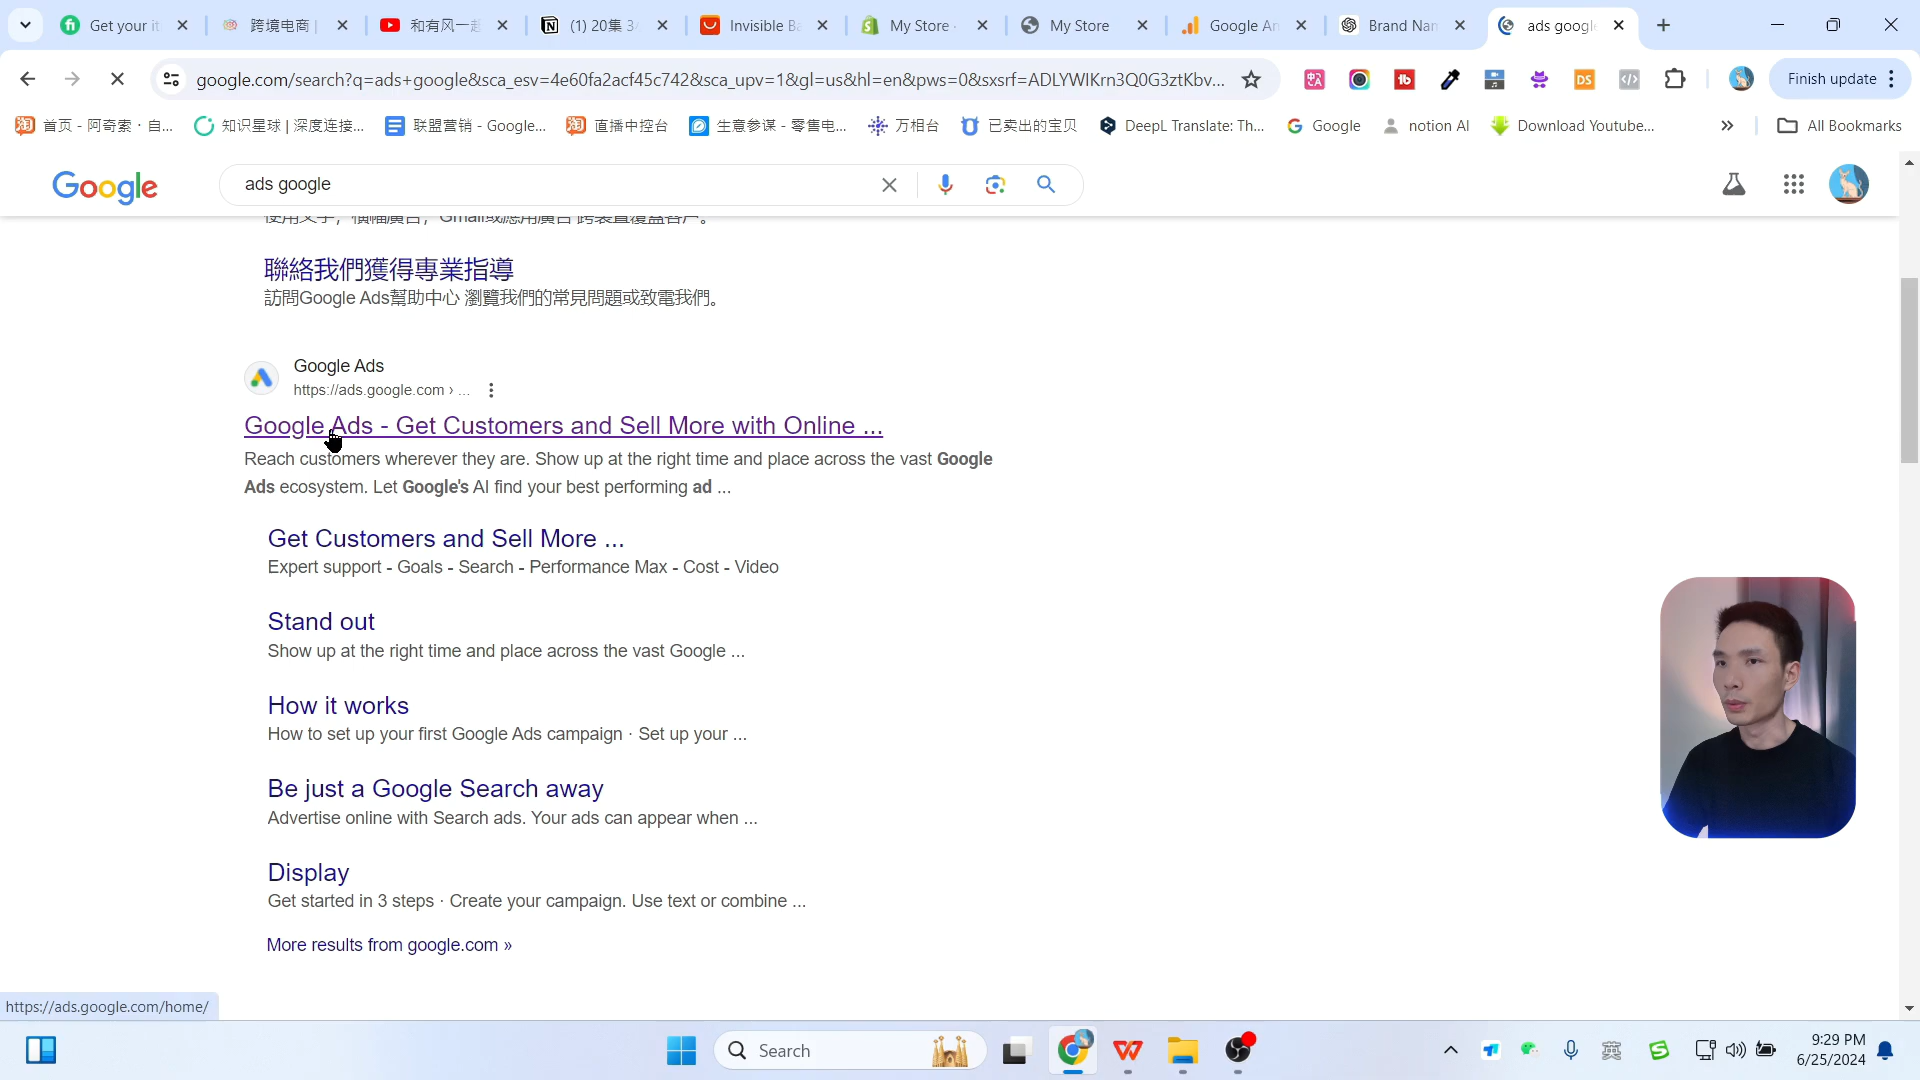 Get your it
跨境电商 |
和有风一起
(1) 20集 3
Invisible Ba
My Store -
My Store
Google An
Brand Nam
ads google
google.com/search?q=ads+google&sca_esv=4e60fa2acf45c742&sca_upv=1&gl=us&hl=en&pws=0&sxsrf=ADLYWIKrn3Q0G3ztKbv...
Finish update
首页 - 阿奇索 · 自...
知识星球 | 深度连接...
联盟营销 - Google...
直播中控台
生意参谋 - 零售电...
万相台
已卖出的宝贝
DeepL Translate: Th...
Google
notion AI
Download Youtube...
All Bookmarks
Google
ads google
使用文字，橫幅廣告，Gmail或應用廣告 跨裝置覆蓋客戶。
聯絡我們獲得專業指導
訪問Google Ads幫助中心 瀏覽我們的常見問題或致電我們。
Google Ads
https://ads.google.com › ...
Google Ads - Get Customers and Sell More with Online ...
Reach customers wherever they are. Show up at the right time and place across the vast Google
Ads ecosystem. Let Google's AI find your best performing ad ...
Get Customers and Sell More ...
Expert support - Goals - Search - Performance Max - Cost - Video
Stand out
Show up at the right time and place across the vast Google ...
How it works
How to set up your first Google Ads campaign · Set up your ...
Be just a Google Search away
Advertise online with Search ads. Your ads can appear when ...
Display
Get started in 3 steps · Create your campaign. Use text or combine ...
More results from google.com »
https://ads.google.com/home/
Search
英
9:29 PM
6/25/2024